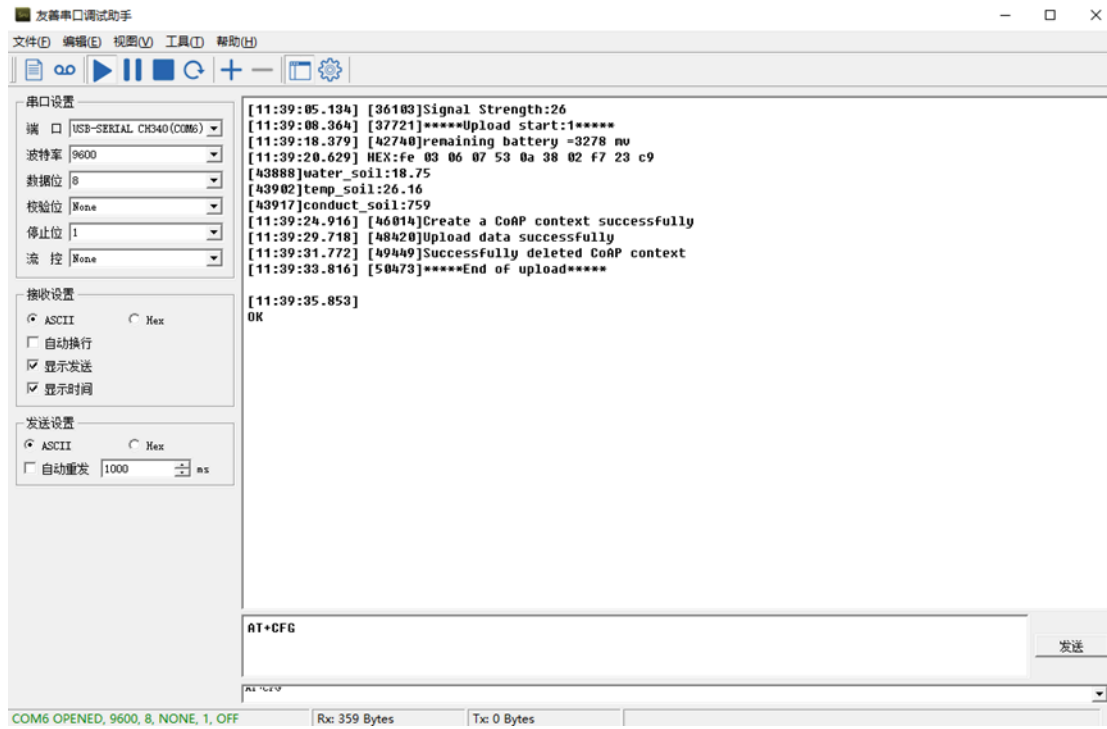 友善串口调试助手
文件(F) 编辑(E) 视图(V) 工具(T) 帮助(H)
串口设置
端 口 USB-SERIAL CH340(COM6)
波特率 9600
数据位 8
校验位 None
停止位 1
流 控 None
接收设置
ASCII Hex
自动换行
显示发送
显示时间
发送设置
ASCII Hex
自动重发 1000 ms
[11:39:05.134] [36103]Signal Strength:26
[11:39:08.364] [37721]*****Upload start:1*****
[11:39:18.379] [42740]remaining battery =3278 mv
[11:39:20.629] HEX:fe 03 06 07 53 0a 38 02 f7 23 c9
[43888]water_soil:18.75
[43902]temp_soil:26.16
[43917]conduct_soil:759
[11:39:24.916] [46014]Create a CoAP context successfully
[11:39:29.718] [48420]Upload data successfully
[11:39:31.772] [49449]Successfully deleted CoAP context
[11:39:33.816] [50473]*****End of upload*****
[11:39:35.853]
OK
AT+CFG
发送
AT+CFG
COM6 OPENED, 9600, 8, NONE, 1, OFF Rx: 359 Bytes Tx: 0 Bytes